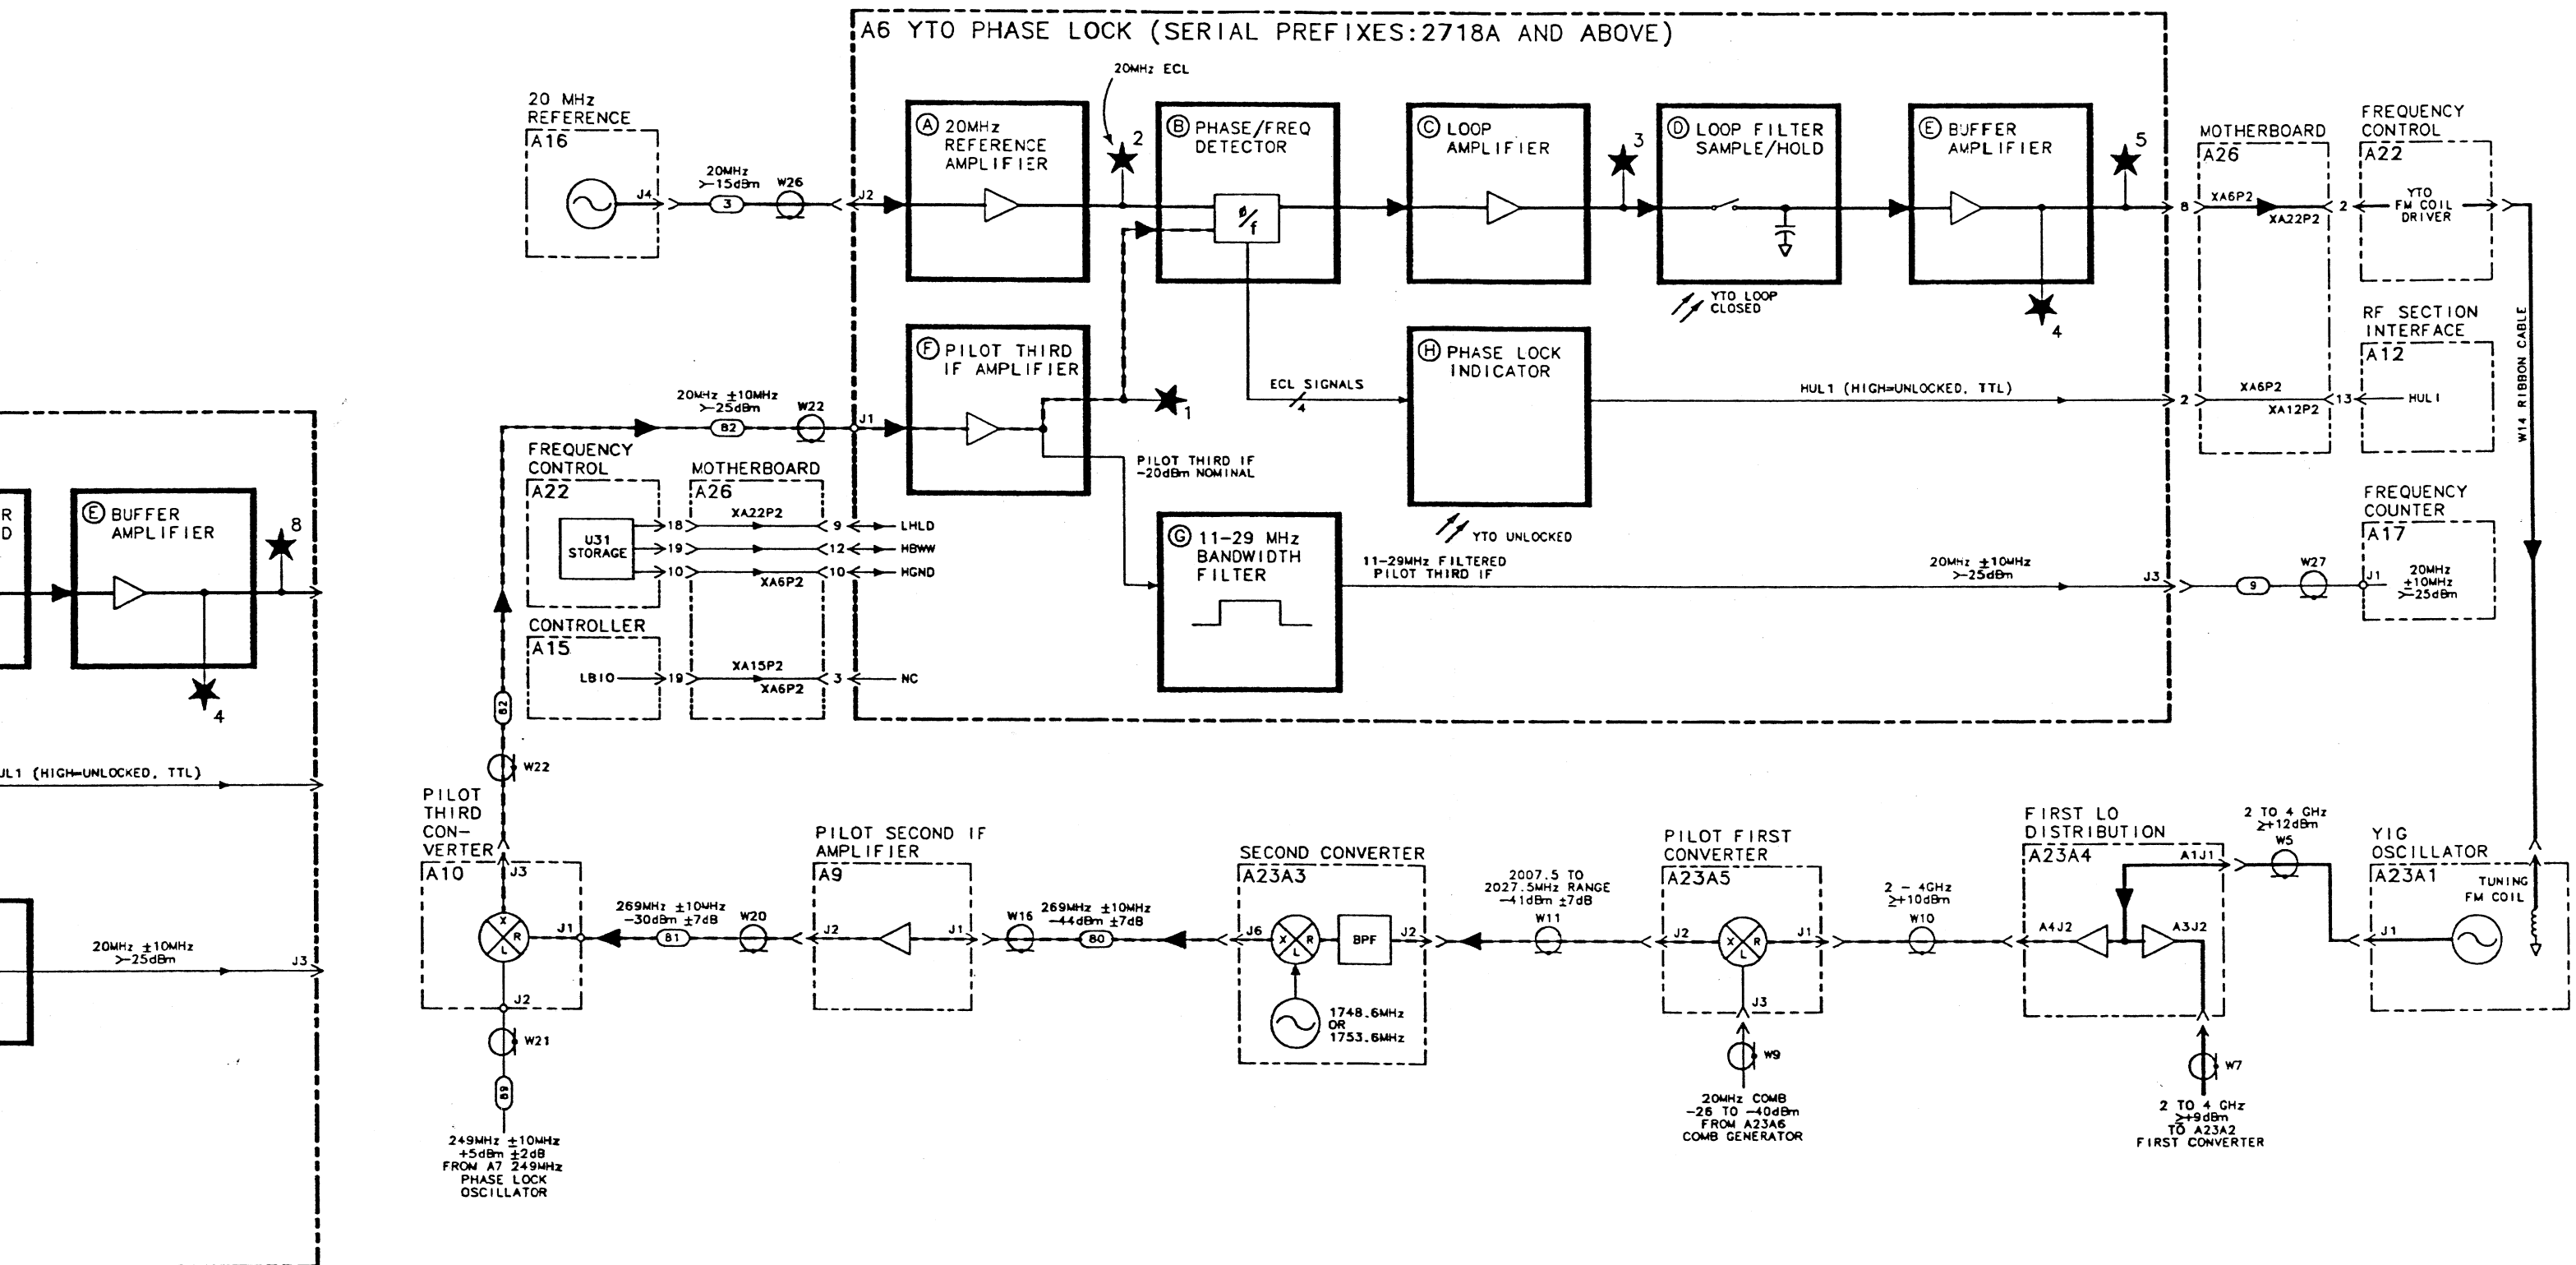 A6 YTO PHASE LOCK (SERIAL PREFIXES:2718A AND ABOVE)
20MHz ECL
20 MHz
REFERENCE
A16
J4
20MHz
>-15dBm
3
W26
J2
A 20MHz
REFERENCE
AMPLIFIER
2
B PHASE/FREQ
DETECTOR
ø/f
C LOOP
AMPLIFIER
3
D LOOP FILTER
SAMPLE/HOLD
YTO LOOP
CLOSED
E BUFFER
AMPLIFIER
4
5
8
MOTHERBOARD
A26
XA6P2
XA22P2
2
FREQUENCY
CONTROL
A22
YTO
FM COIL
DRIVER
W14 RIBBON CABLE
F PILOT THIRD
IF AMPLIFIER
1
PILOT THIRD IF
-20dBm NOMINAL
ECL SIGNALS
4
H PHASE LOCK
INDICATOR
YTO UNLOCKED
HUL1 (HIGH=UNLOCKED, TTL)
2
XA6P2
XA12P2
13
RF SECTION
INTERFACE
A12
HUL1
20MHz ±10MHz
>-25dBm
82
W22
J1
FREQUENCY
CONTROL
A22
U31
STORAGE
18
19
10
MOTHERBOARD
A26
XA22P2
XA6P2
9
12
10
LHLD
HBWW
HGND
CONTROLLER
A15
LBIO
19
XA15P2
XA6P2
3
NC
G 11-29 MHz
BANDWIDTH
FILTER
11-29MHz FILTERED
PILOT THIRD IF
20MHz ±10MHz
>-25dBm
J3
9
W27
FREQUENCY
COUNTER
A17
J1
20MHz
±10MHz
>-25dBm
R
D
E BUFFER
AMPLIFIER
8
4
UL1 (HIGH=UNLOCKED, TTL)
20MHz ±10MHz
>-25dBm
J3
82
W22
PILOT
THIRD
CON-
VERTER
A10
J3
X
R
L
J1
J2
W21
89
249MHz ±10MHz
+5dBm ±2dB
FROM A7 249MHz
PHASE LOCK
OSCILLATOR
269MHz ±10MHz
-30dBm ±7dB
81
W20
PILOT SECOND IF
AMPLIFIER
A9
J2
J1
W16
269MHz ±10MHz
-44dBm ±7dB
80
SECOND CONVERTER
A23A3
J6
X
R
L
BPF
J2
1748.6MHz
OR
1753.6MHz
2007.5 TO
2027.5MHz RANGE
-41dBm ±7dB
W11
PILOT FIRST
CONVERTER
A23A5
J2
X
R
L
J1
J3
W9
20MHz COMB
-26 TO -40dBm
FROM A23A6
COMB GENERATOR
2 - 4GHz
≥+10dBm
W10
FIRST LO
DISTRIBUTION
A23A4
A1J1
A4J2
A3J2
W7
2 TO 4 GHz
≥+9dBm
TO A23A2
FIRST CONVERTER
2 TO 4 GHz
≥+12dBm
W5
YIG
OSCILLATOR
A23A1
TUNING
FM COIL
J1